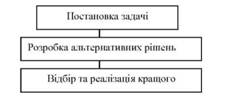 Постановка задачі
Розробка альтернативних рішень
Відбір та реалізація кращого